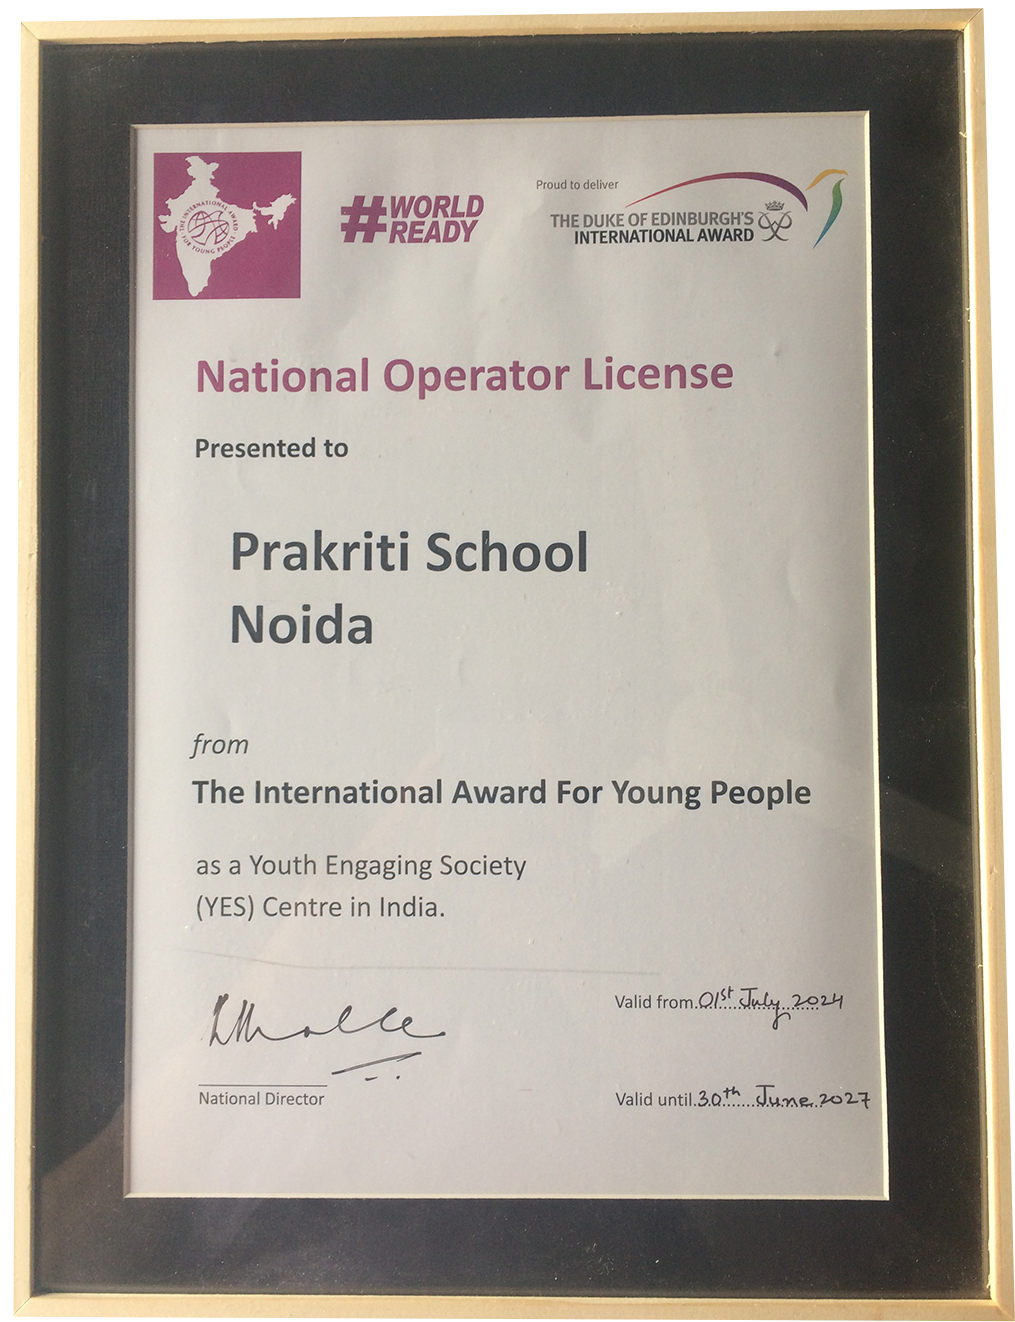 THE INTERNATIONAL AWARD
FOR YOUNG PEOPLE
#WORLD
READY
Proud to deliver
THE DUKE OF EDINBURGH'S
INTERNATIONAL AWARD
National Operator License
Presented to
Prakriti School
Noida
from
The International Award For Young People
as a Youth Engaging Society
(YES) Centre in India.
Valid from 01st July 2024
National Director
Valid until 30th June 2027